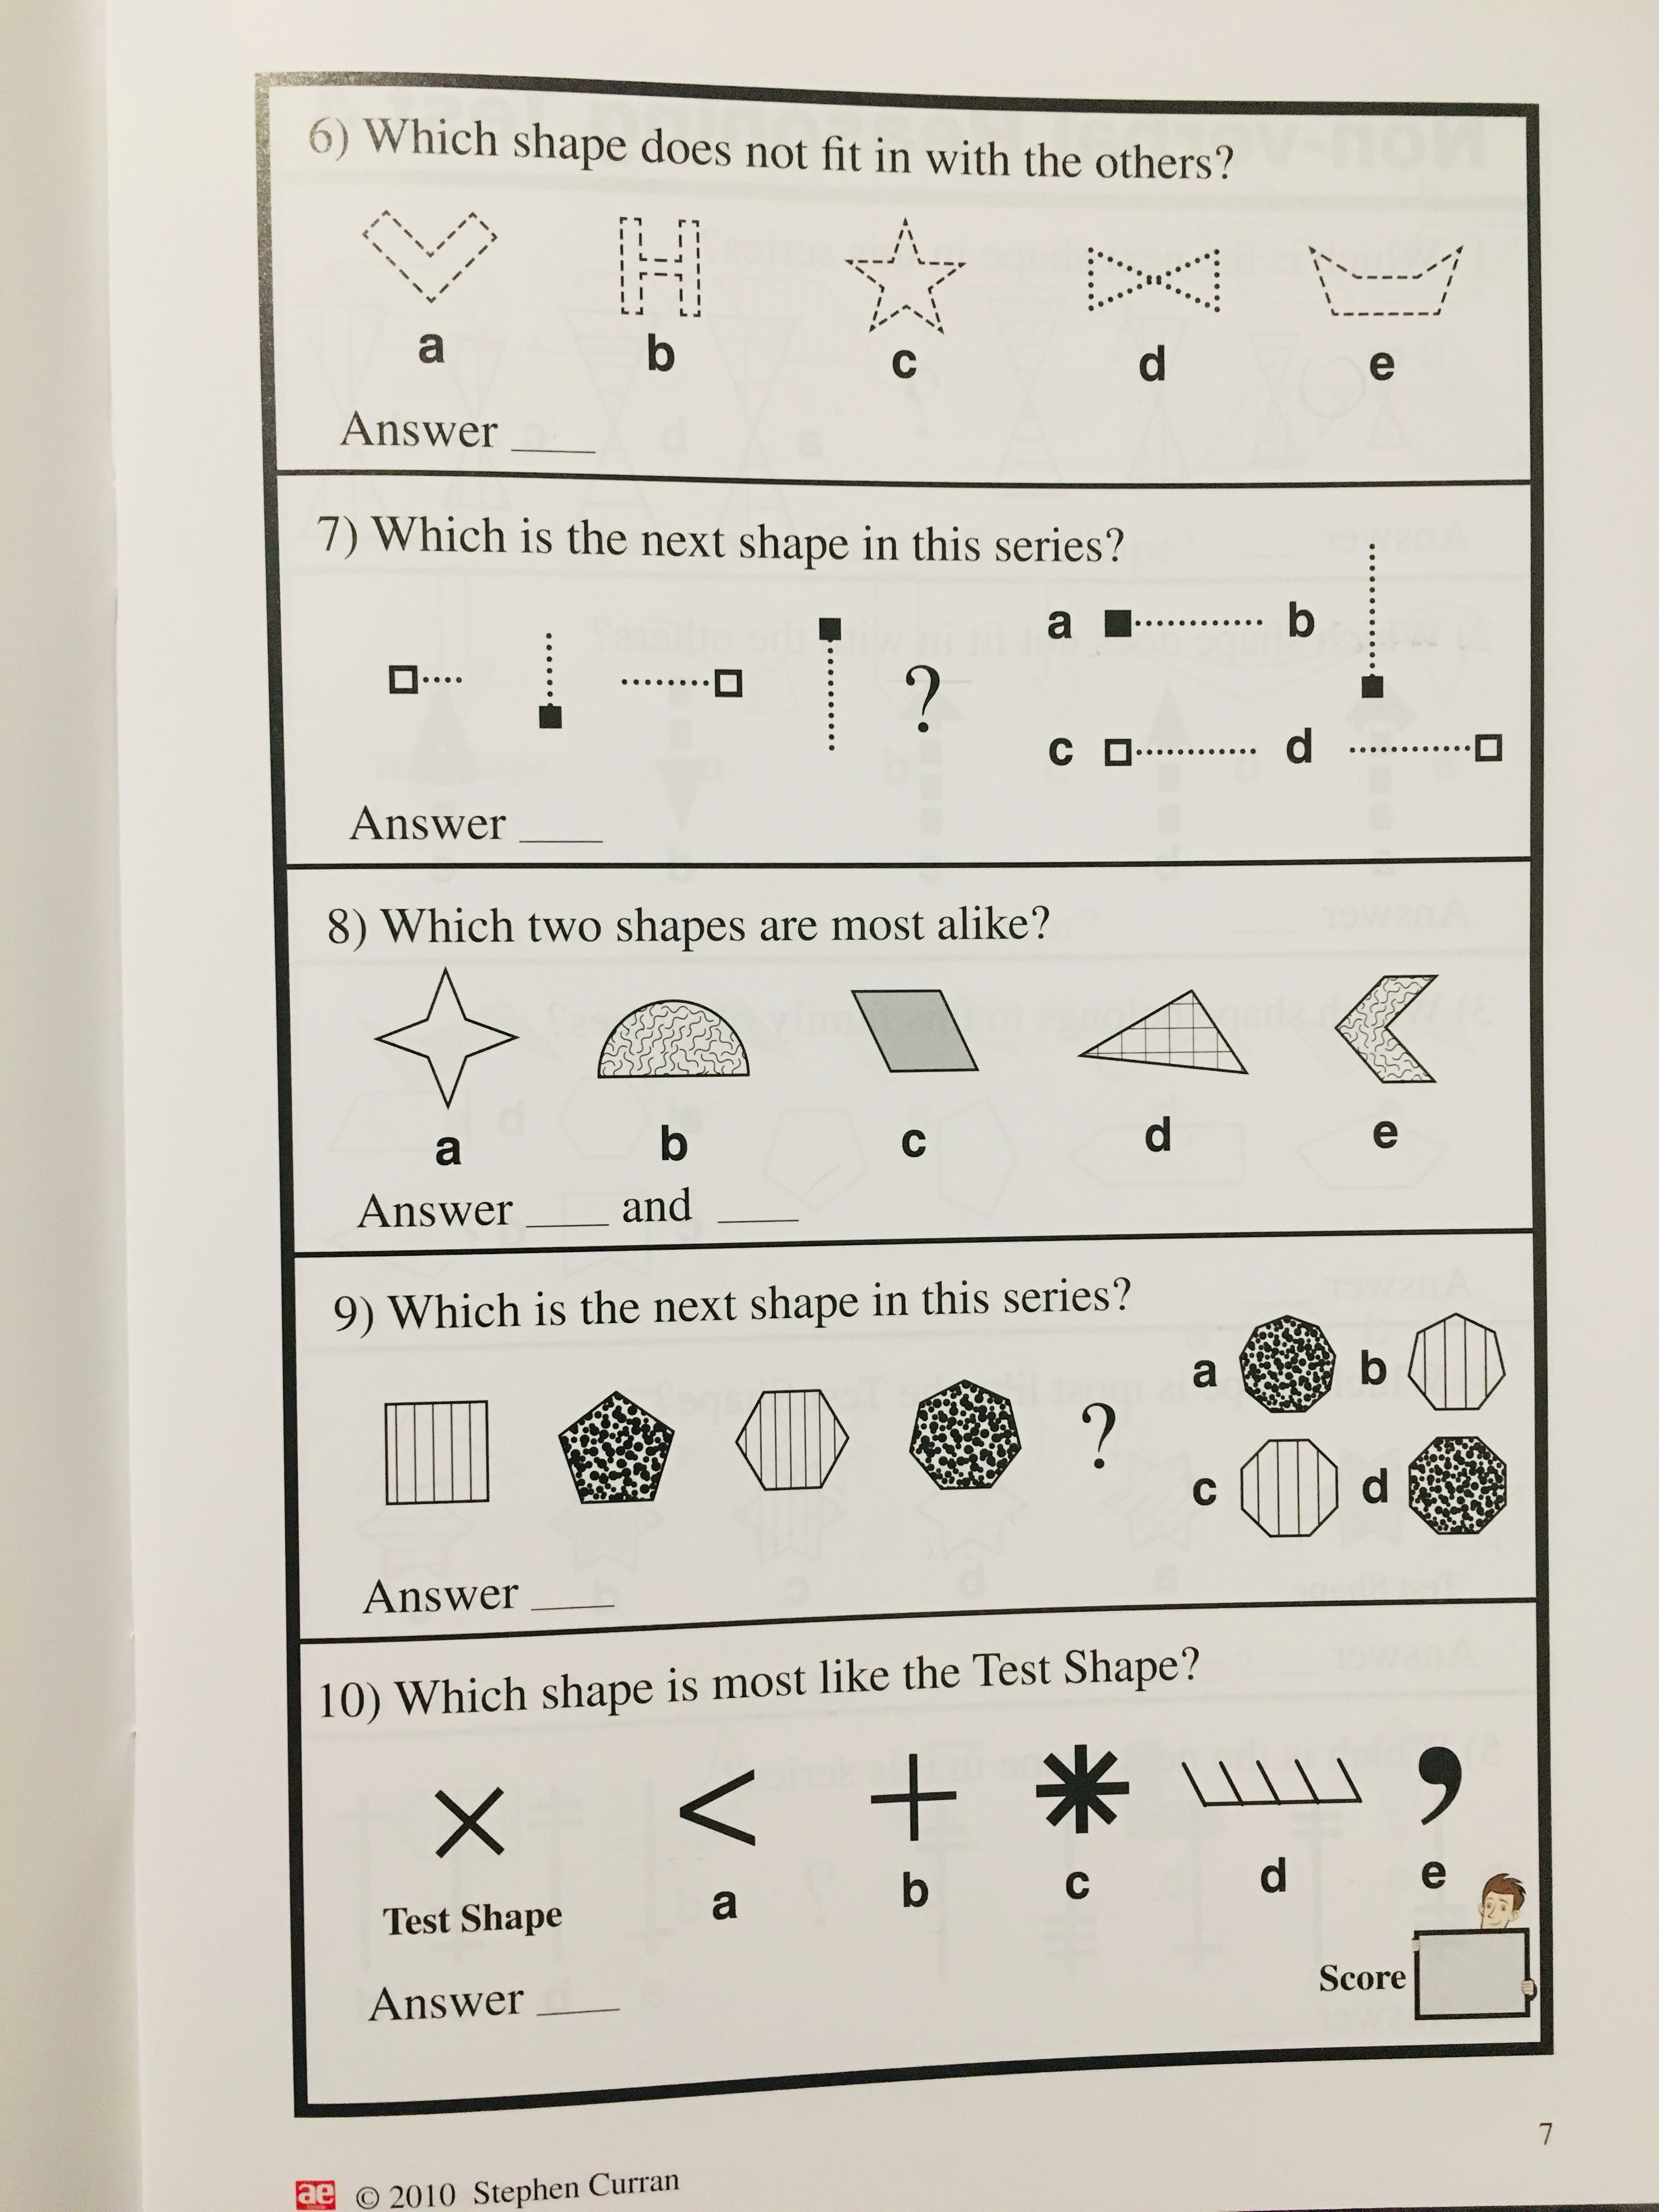 6) Which shape does not fit in with the others?
a b c d e
Answer ____
7) Which is the next shape in this series?
a b
? 
c d
Answer ____
8) Which two shapes are most alike?
a b c d e
Answer ____ and ____
9) Which is the next shape in this series?
a b
?
c d
Answer ____
10) Which shape is most like the Test Shape?
a b c d e
Test Shape
Score
Answer ____
7
ae © 2010 Stephen Curran